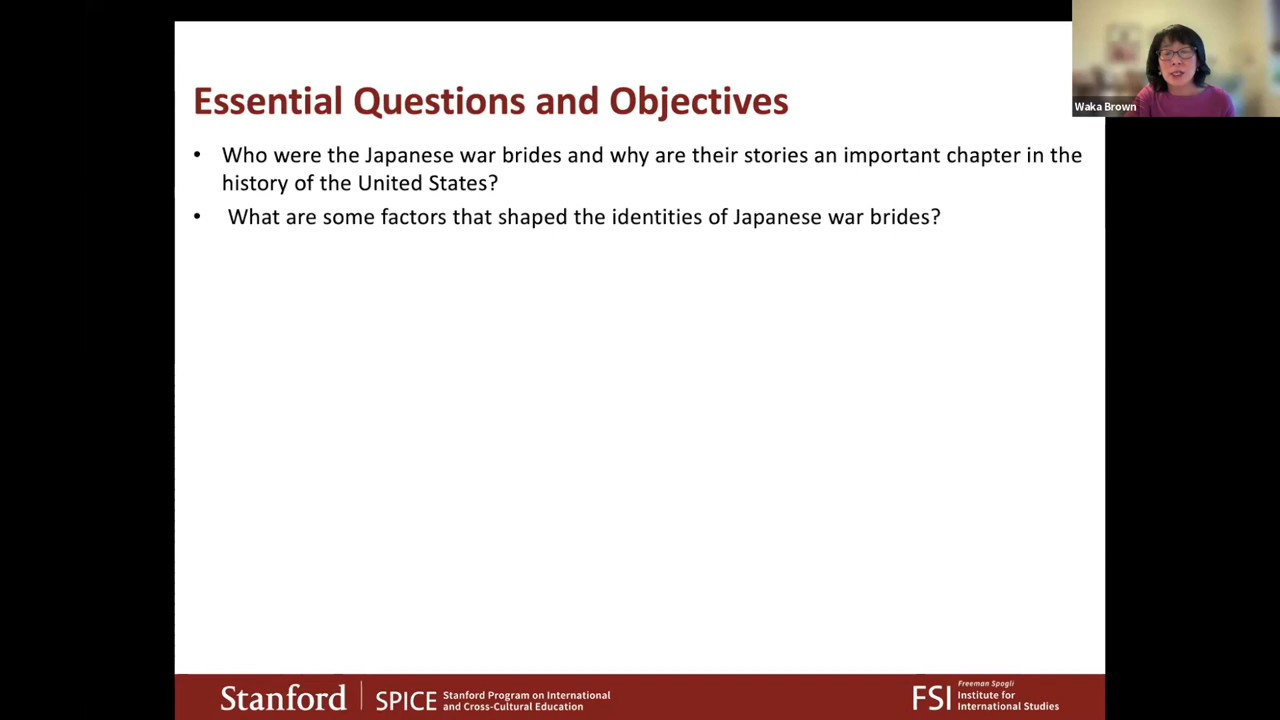 Waka Brown
Essential Questions and Objectives
• Who were the Japanese war brides and why are their stories an important chapter in the
history of the United States?
• What are some factors that shaped the identities of Japanese war brides?
Stanford
SPICE
Stanford Program on International
and Cross-Cultural Education
FSI
Freeman Spogli
Institute for
International Studies